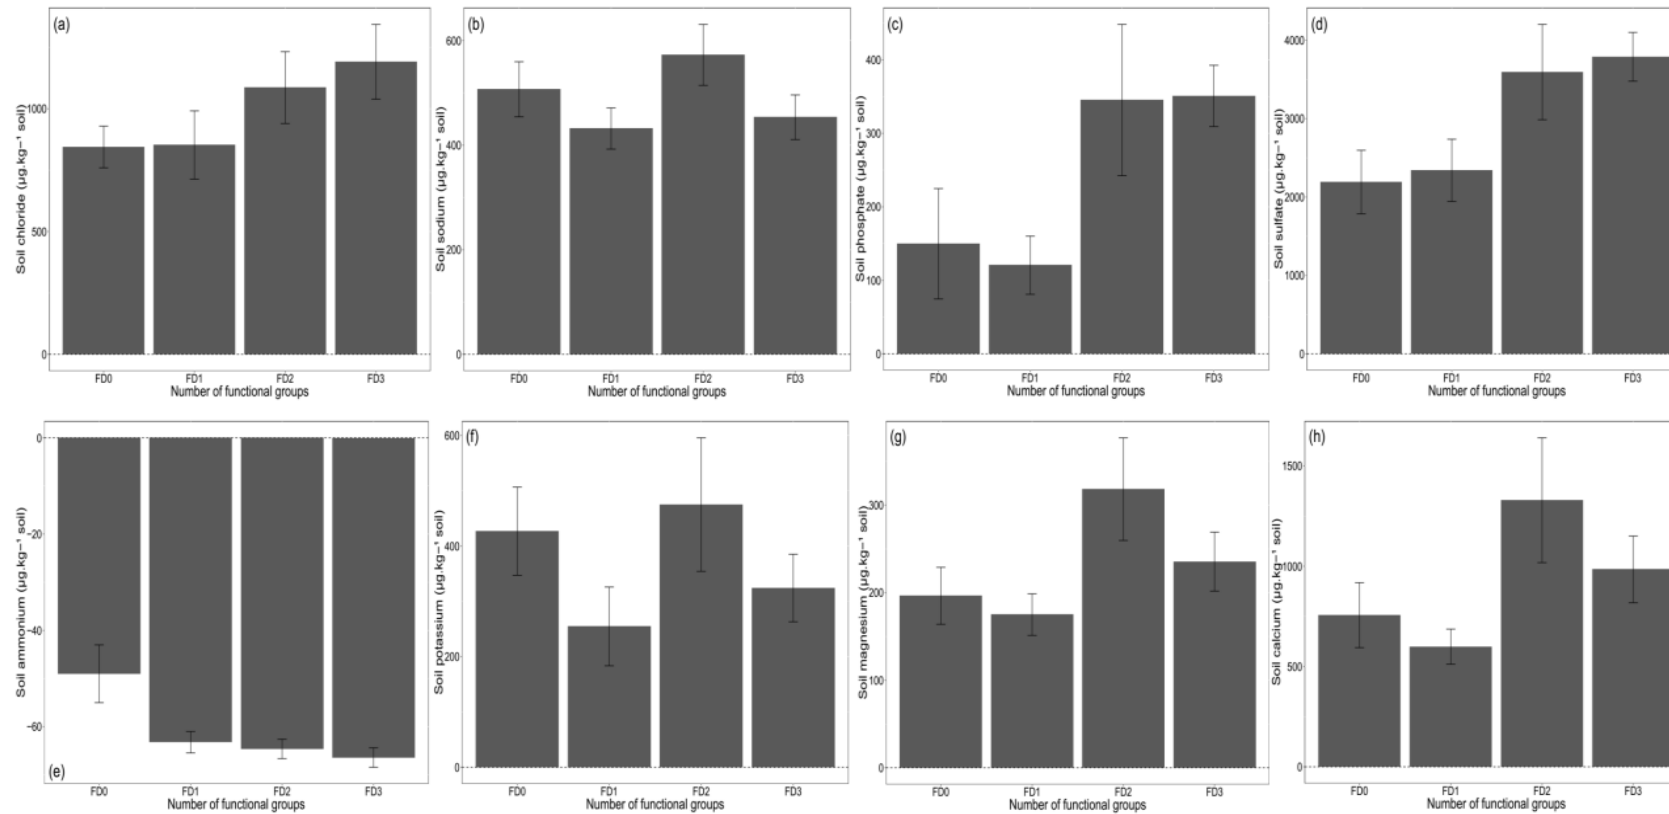 (a)
Soil chloride (µg.kg−1 soil)
1000
500
0
FD0 FD1 FD2 FD3
Number of functional groups
(b)
Soil sodium (µg.kg−1 soil)
600
400
200
0
FD0 FD1 FD2 FD3
Number of functional groups
(c)
Soil phosphate (µg.kg−1 soil)
400
300
200
100
0
FD0 FD1 FD2 FD3
Number of functional groups
(d)
Soil sulfate (µg.kg−1 soil)
4000
3000
2000
1000
0
FD0 FD1 FD2 FD3
Number of functional groups
(e)
Soil ammonium (µg.kg−1 soil)
0
−20
−40
−60
FD0 FD1 FD2 FD3
Number of functional groups
(f)
Soil potassium (µg.kg−1 soil)
600
400
200
0
FD0 FD1 FD2 FD3
Number of functional groups
(g)
Soil magnesium (µg.kg−1 soil)
300
200
100
0
FD0 FD1 FD2 FD3
Number of functional groups
(h)
Soil calcium (µg.kg−1 soil)
1500
1000
500
0
FD0 FD1 FD2 FD3
Number of functional groups